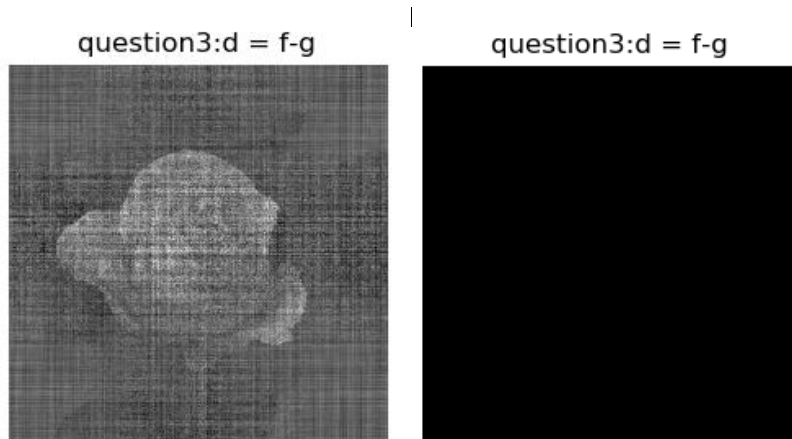 question3:d = f-g
question3:d = f-g